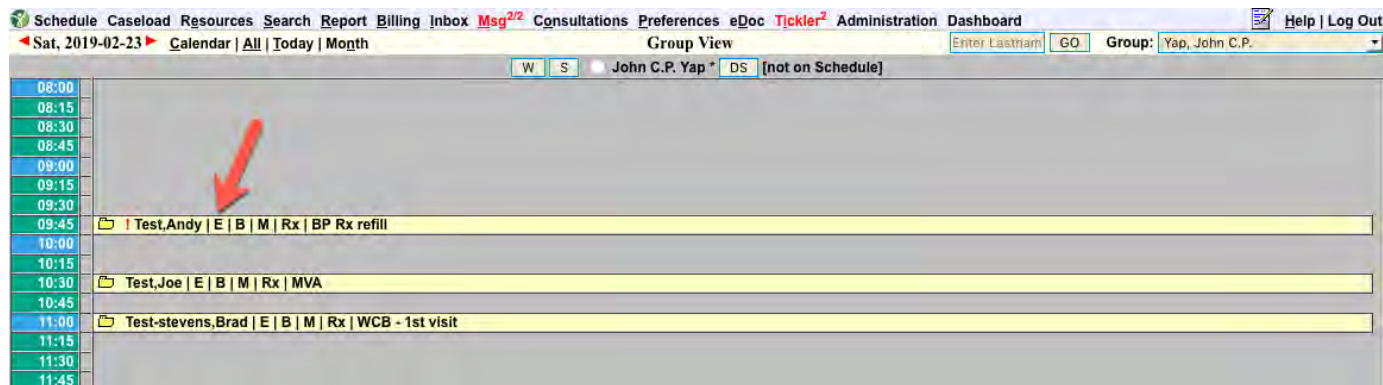 Schedule Caseload Resources Search Report Billing Inbox Msg2/2 Consultations Preferences eDoc Tickler2 Administration Dashboard Help | Log Out
Sat, 2019-02-23 Calendar | All | Today | Month Group View Enter Lastnam GO Group: Yap, John C.P.
W S John C.P. Yap * DS [not on Schedule]
08:00
08:15
08:30
08:45
09:00
09:15
09:30
09:45 ! Test,Andy | E | B | M | Rx | BP Rx refill
10:00
10:15
10:30 Test,Joe | E | B | M | Rx | MVA
10:45
11:00 Test-stevens,Brad | E | B | M | Rx | WCB - 1st visit
11:15
11:30
11:45